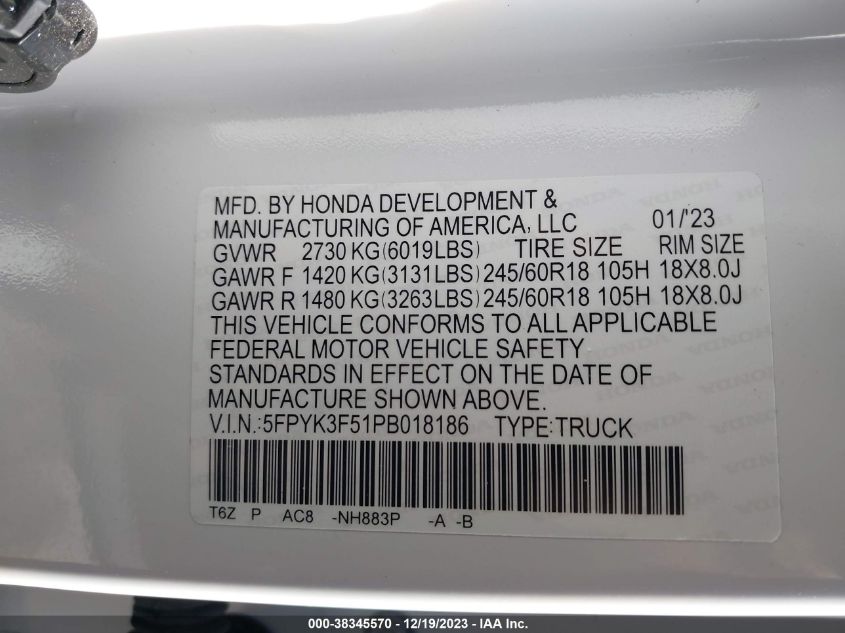 MFD. BY HONDA DEVELOPMENT &
MANUFACTURING OF AMERICA, LLC 01/'23
GVWR 2730 KG(6019LBS) TIRE SIZE RIM SIZE
GAWR F 1420 KG(3131LBS) 245/60R18 105H 18X8.0J
GAWR R 1480 KG(3263LBS) 245/60R18 105H 18X8.0J
THIS VEHICLE CONFORMS TO ALL APPLICABLE
FEDERAL MOTOR VEHICLE SAFETY
STANDARDS IN EFFECT ON THE DATE OF
MANUFACTURE SHOWN ABOVE.
V.I.N.:5FPYK3F51PB018186 TYPE:TRUCK
T6Z P AC8 -NH883P -A -B
000-38345570 - 12/19/2023 - IAA Inc.